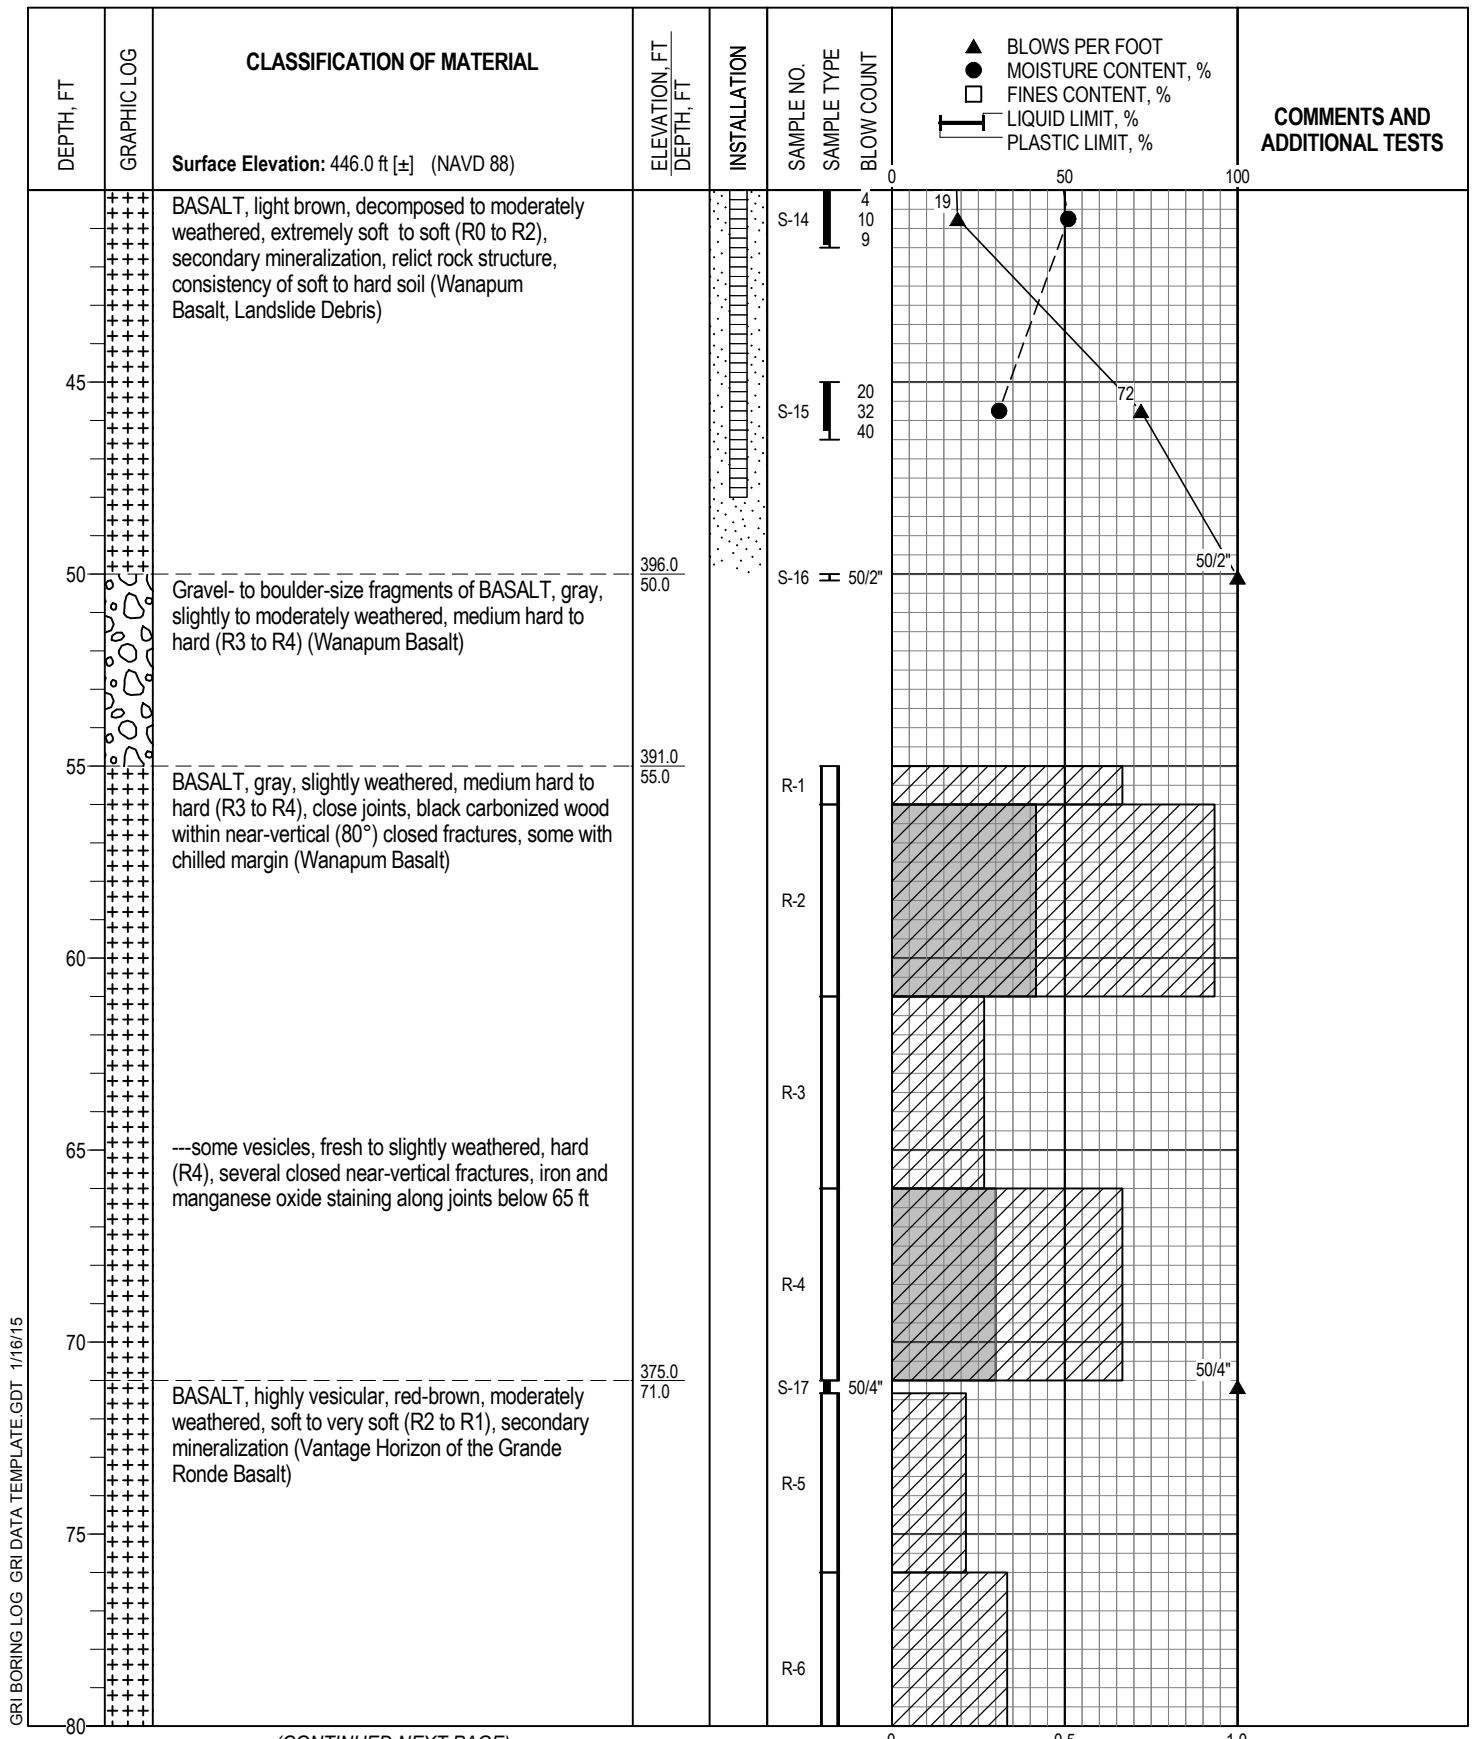 DEPTH, FT
GRAPHIC LOG
CLASSIFICATION OF MATERIAL
Surface Elevation: 446.0 ft [±] (NAVD 88)
ELEVATION, FT
DEPTH, FT
INSTALLATION
SAMPLE NO.
SAMPLE TYPE
BLOW COUNT
BLOWS PER FOOT
MOISTURE CONTENT, %
FINES CONTENT, %
LIQUID LIMIT, %
PLASTIC LIMIT, %
0 50 100
COMMENTS AND
ADDITIONAL TESTS
BASALT, light brown, decomposed to moderately
weathered, extremely soft to soft (R0 to R2),
secondary mineralization, relict rock structure,
consistency of soft to hard soil (Wanapum
Basalt, Landslide Debris)
S-14
4
10
9
19
45
S-15
20
32
40
72
50
396.0
50.0
S-16
50/2"
50/2"
Gravel- to boulder-size fragments of BASALT, gray,
slightly to moderately weathered, medium hard to
hard (R3 to R4) (Wanapum Basalt)
55
391.0
55.0
BASALT, gray, slightly weathered, medium hard to
hard (R3 to R4), close joints, black carbonized wood
within near-vertical (80°) closed fractures, some with
chilled margin (Wanapum Basalt)
R-1
R-2
60
R-3
65
---some vesicles, fresh to slightly weathered, hard
(R4), several closed near-vertical fractures, iron and
manganese oxide staining along joints below 65 ft
R-4
70
375.0
71.0
S-17
50/4"
50/4"
BASALT, highly vesicular, red-brown, moderately
weathered, soft to very soft (R2 to R1), secondary
mineralization (Vantage Horizon of the Grande
Ronde Basalt)
R-5
75
R-6
80
(CONTINUED NEXT PAGE)
0 0.5 1.0
GRI BORING LOG GRI DATA TEMPLATE.GDT 1/16/15